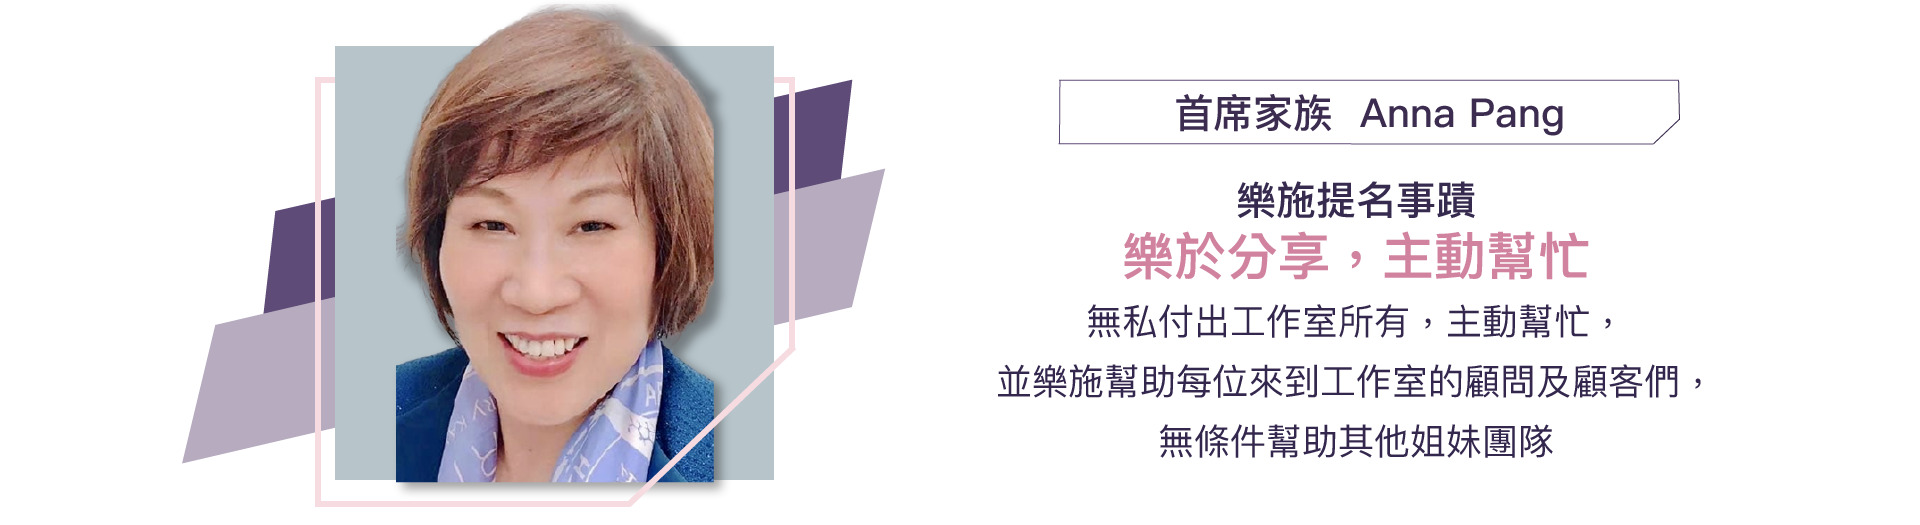 首席家族 Anna Pang
樂施提名事蹟
樂於分享，主動幫忙
無私付出工作室所有，主動幫忙，
並樂施幫助每位來到工作室的顧問及顧客們，
無條件幫助其他姐妹團隊